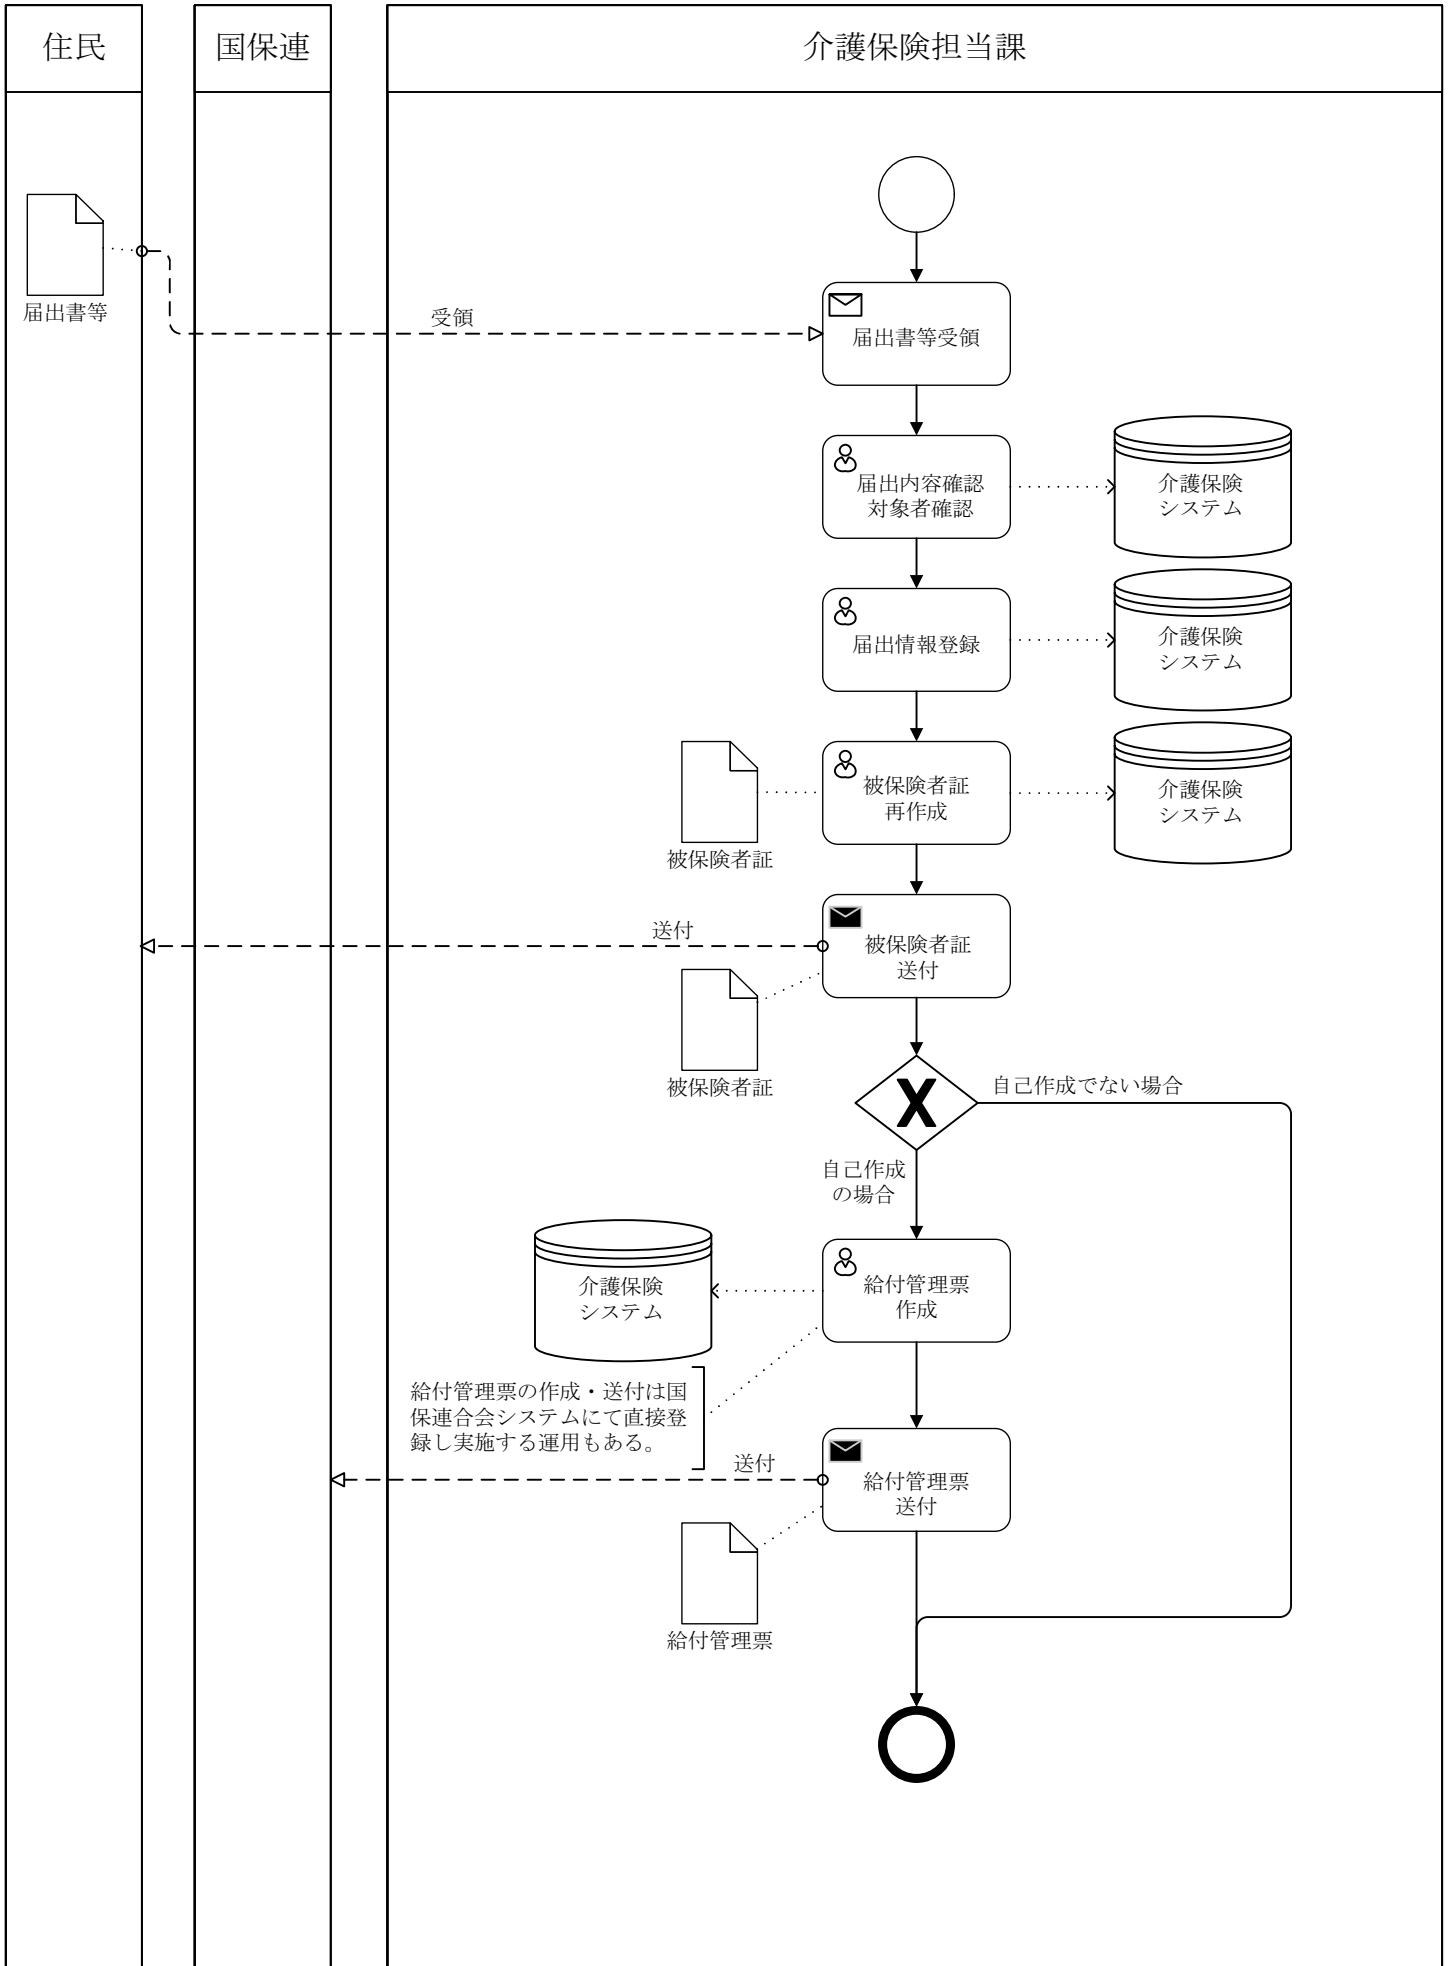 住民
国保連
介護保険担当課
届出書等
受領
届出書等受領
届出内容確認
対象者確認
介護保険
システム
届出情報登録
介護保険
システム
被保険者証
被保険者証
再作成
介護保険
システム
送付
被保険者証
送付
被保険者証
X
自己作成でない場合
自己作成
の場合
介護保険
システム
給付管理票
作成
給付管理票の作成・送付は国
保連合会システムにて直接登
録し実施する運用もある。
送付
給付管理票
送付
給付管理票